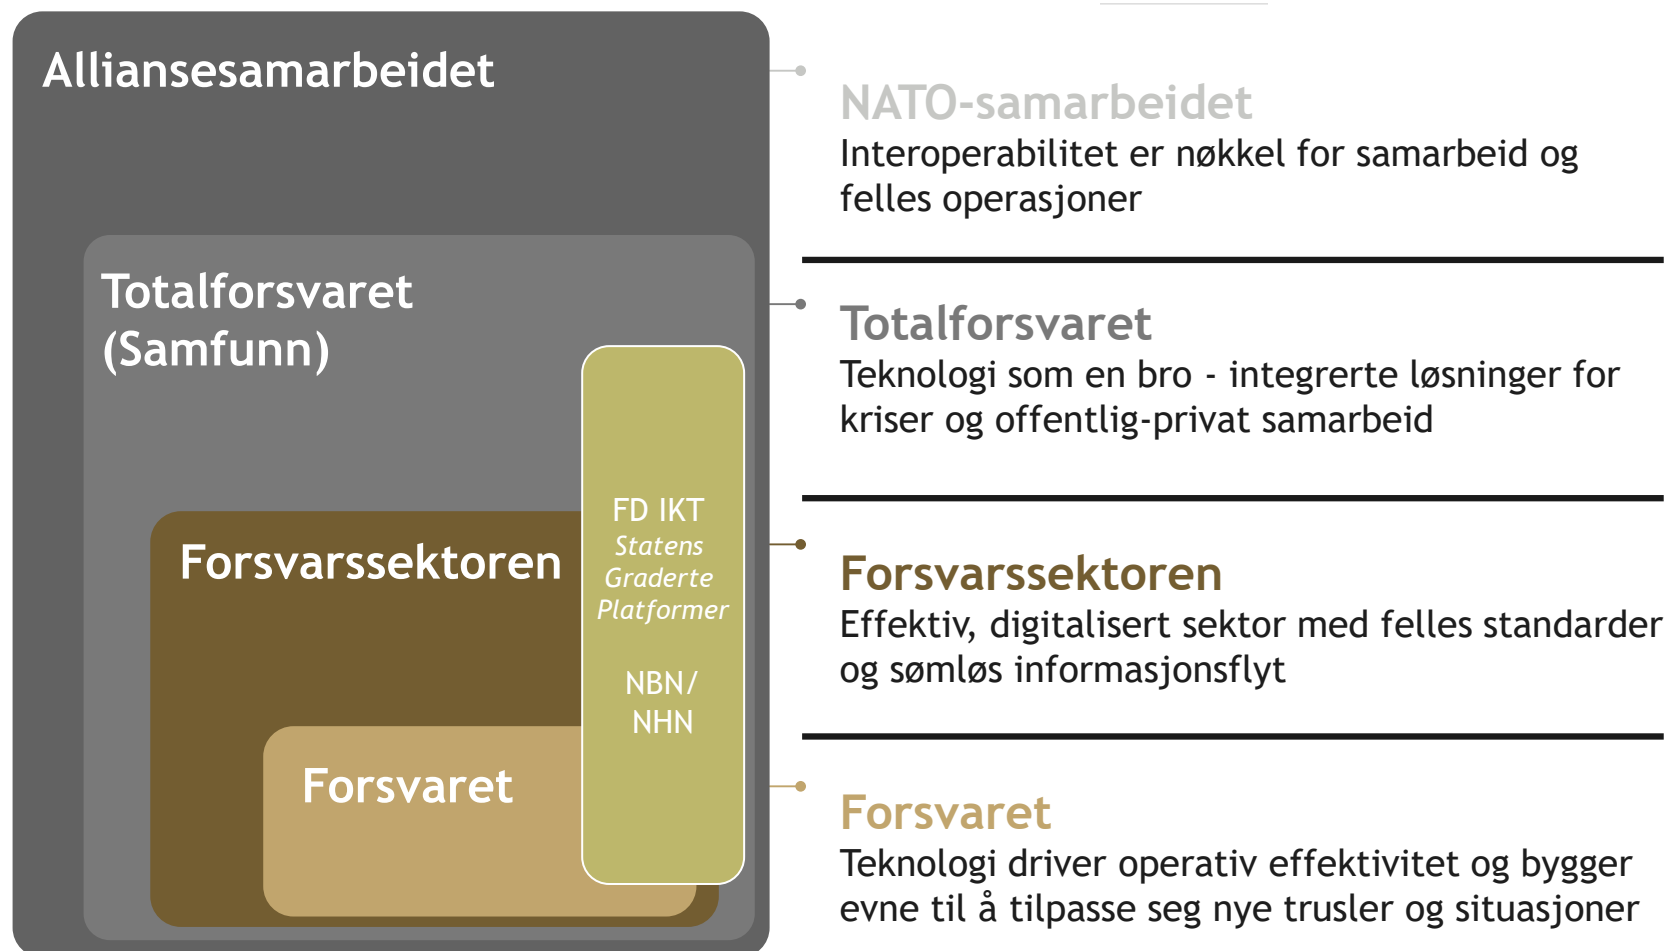 Alliansesamarbeidet
Totalforsvaret
(Samfunn)
Forsvarssektoren
Forsvaret
FD IKT
Statens
Graderte
Platformer
NBN/
NHN
NATO-samarbeidet
Interoperabilitet er nøkkel for samarbeid og
felles operasjoner
Totalforsvaret
Teknologi som en bro - integrerte løsninger for
kriser og offentlig-privat samarbeid
Forsvarssektoren
Effektiv, digitalisert sektor med felles standarder
og sømløs informasjonsflyt
Forsvaret
Teknologi driver operativ effektivitet og bygger
evne til å tilpasse seg nye trusler og situasjoner